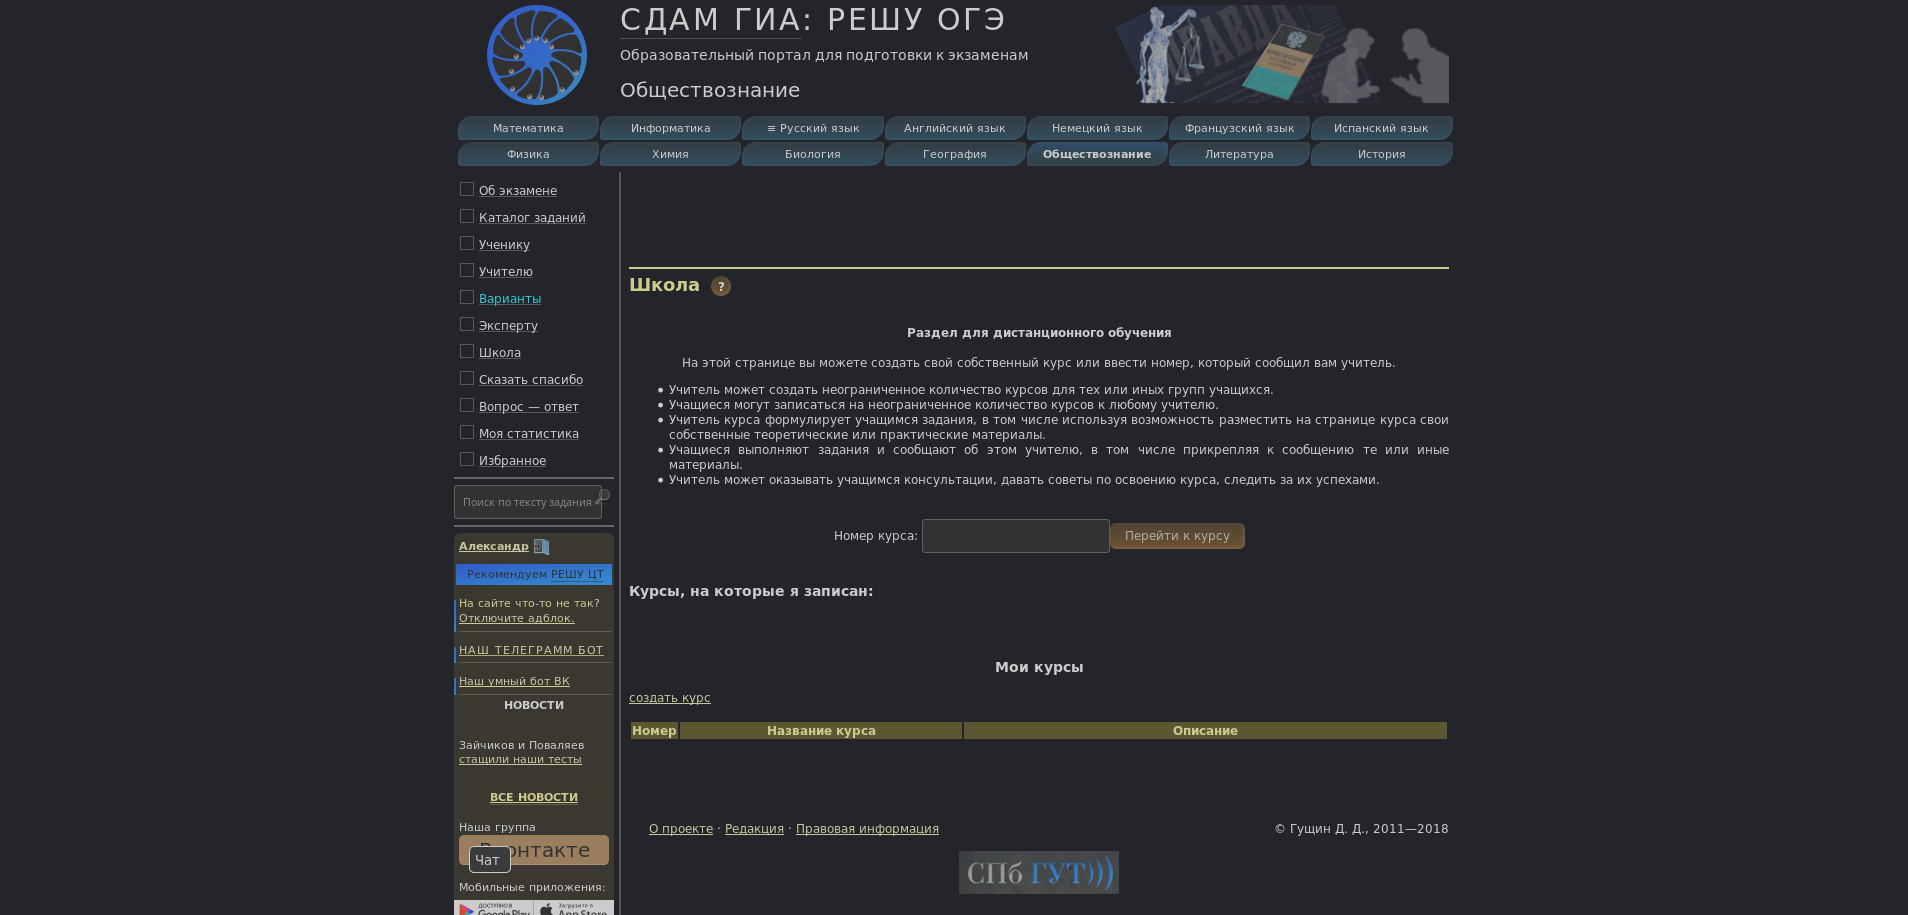 СДАМ ГИА: РЕШУ ОГЭ
Образовательный портал для подготовки к экзаменам
Обществознание
Математика
Информатика
≡ Русский язык
Английский язык
Немецкий язык
Французский язык
Испанский язык
Физика
Химия
Биология
География
Обществознание
Литература
История
Об экзамене
Каталог заданий
Ученику
Учителю
Варианты
Эксперту
Школа
Сказать спасибо
Вопрос — ответ
Моя статистика
Избранное
Поиск по тексту задания
Александр
Рекомендуем РЕШУ ЦТ
На сайте что-то не так?
Отключите адблок.
НАШ ТЕЛЕГРАММ БОТ
Наш умный бот ВК
НОВОСТИ
Зайчиков и Поваляев
стащили наши тесты
ВСЕ НОВОСТИ
Наша группа
Чат
Мобильные приложения:
ДОСТУПНО В
Google Play
Загрузите в
App Store
Школа ?
Раздел для дистанционного обучения
На этой странице вы можете создать свой собственный курс или ввести номер, который сообщил вам учитель.
• Учитель может создать неограниченное количество курсов для тех или иных групп учащихся.
• Учащиеся могут записаться на неограниченное количество курсов к любому учителю.
• Учитель курса формулирует учащимся задания, в том числе используя возможность разместить на странице курса свои
собственные теоретические или практические материалы.
• Учащиеся выполняют задания и сообщают об этом учителю, в том числе прикрепляя к сообщению те или иные
материалы.
• Учитель может оказывать учащимся консультации, давать советы по освоению курса, следить за их успехами.
Номер курса:
Перейти к курсу
Курсы, на которые я записан:
Мои курсы
создать курс
Номер Название курса Описание
О проекте · Редакция · Правовая информация
© Гущин Д. Д., 2011—2018
СПб ГУТ)))